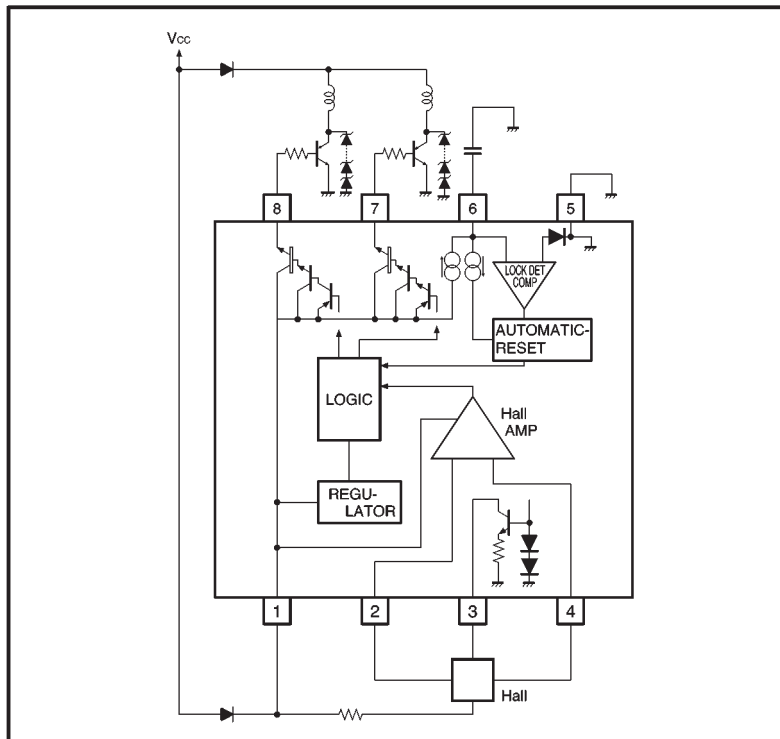 Vcc
8
7
6
5
LOCK DET
COMP
AUTOMATIC-
RESET
LOGIC
Hall
AMP
REGU-
LATOR
1
2
3
4
Hall